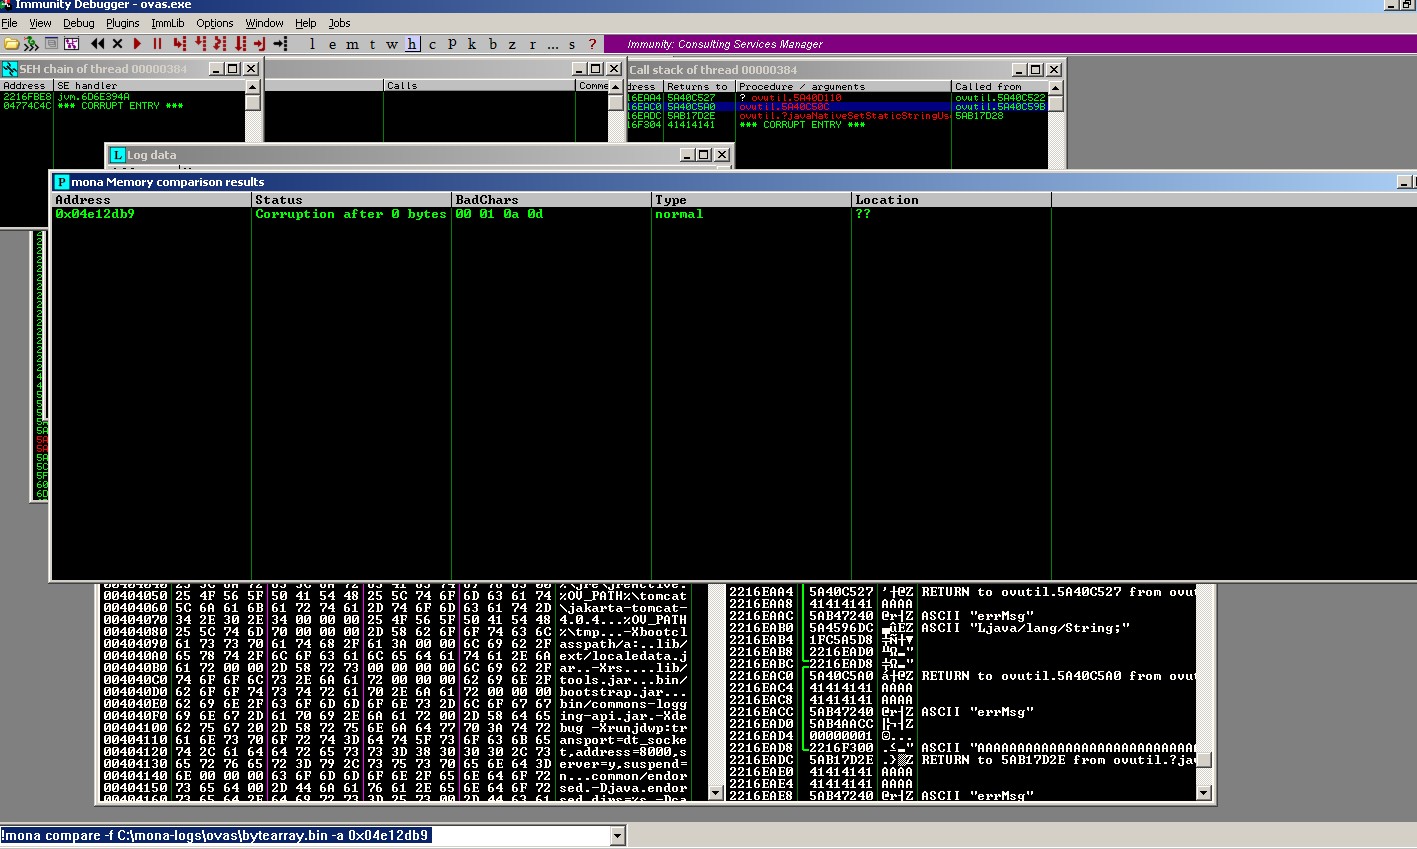 Immunity Debugger - ovas.exe
File View Debug Plugins ImmLib Options Window Help Jobs
l e m t w h c P k b z r ... s ?
Immunity: Consulting Services Manager
SEH chain of thread 00000384
Call stack of thread 00000384
Address SE handler
2216FBE8 jvm.6D6E394A
04774C4C *** CORRUPT ENTRY ***
Calls Comme
dress Returns to Procedure / arguments Called from
16EAA4 5A40C527 ? ovutil.5A40D110 ovutil.5A40C522
16EAC0 5A40C5A0 ovutil.5A40C50C ovutil.5A40C59B
16EADC 5AB17D2E ovutil.?javaNativeSetStaticStringUse 5AB17D28
16F304 41414141 *** CORRUPT ENTRY ***
Log data
mona Memory comparison results
Address Status BadChars Type Location
0x04e12db9 Corruption after 0 bytes 00 01 0a 0d normal ??
00404050 25 4F 56 5F 50 41 54 48 25 5C 74 6F 6D 63 61 74 %OV_PATH%\tomcat
00404060 5C 6A 61 6B 61 72 74 61 2D 74 6F 6D 63 61 74 2D \jakarta-tomcat-
00404070 34 2E 30 2E 34 00 00 00 25 4F 56 5F 50 41 54 48 4.0.4...%OV_PATH
00404080 25 5C 74 6D 70 00 00 00 2D 58 62 6F 6F 74 63 6C %\tmp...-Xbootcl
00404090 61 73 73 70 61 74 68 2F 61 3A 00 00 6C 69 62 2F asspath/a:..lib/
004040A0 65 78 74 2F 6C 6F 63 61 6C 65 64 61 74 61 2E 6A ext/localedata.j
004040B0 61 72 00 00 2D 58 72 73 00 00 00 00 6C 69 62 2F ar..-Xrs....lib/
004040C0 74 6F 6F 6C 73 2E 6A 61 72 00 00 00 62 69 6E 2F tools.jar...bin/
004040D0 62 6F 6F 74 73 74 72 61 70 2E 6A 61 72 00 00 00 bootstrap.jar...
004040E0 62 69 6E 2F 63 6F 6D 6D 6F 6E 73 2D 6C 6F 67 67 bin/commons-logg
004040F0 69 6E 67 2D 61 70 69 2E 6A 61 72 00 2D 58 64 65 ing-api.jar.-Xde
00404100 62 75 67 20 2D 58 72 75 6E 6A 64 77 70 3A 74 72 bug -Xrunjdwp:tr
00404110 61 6E 73 70 6F 72 74 3D 64 74 5F 73 6F 63 6B 65 ansport=dt_socke
00404120 74 2C 61 64 64 72 65 73 73 3D 38 30 30 30 2C 73 t,address=8000,s
00404130 65 72 76 65 72 3D 79 2C 73 75 73 70 65 6E 64 3D erver=y,suspend=
00404140 6E 00 00 00 63 6F 6D 6D 6F 6E 2F 65 6E 64 6F 72 n...common/endor
00404150 73 65 64 00 2D 44 6A 61 76 61 2E 65 6E 64 6F 72 sed.-Djava.endor
2216EAA4 5A40C527 RETURN to ovutil.5A40C527 from ovut
2216EAA8 41414141 AAAA
2216EAAC 5AB47240 ASCII "errMsg"
2216EAB0 5A4596DC ASCII "Ljava/lang/String;"
2216EAB4 1FC5A5D8
2216EAB8 2216EAD0
2216EABC 2216EAD8
2216EAC0 5A40C5A0 RETURN to ovutil.5A40C5A0 from ovut
2216EAC4 41414141 AAAA
2216EAC8 41414141 AAAA
2216EACC 5AB47240 ASCII "errMsg"
2216EAD0 5AB4AACC
2216EAD4 00000001
2216EAD8 2216F300 ASCII "AAAAAAAAAAAAAAAAAAAAAAAAAAAA
2216EADC 5AB17D2E RETURN to 5AB17D2E from ovutil.?ja
2216EAE0 41414141 AAAA
2216EAE4 41414141 AAAA
2216EAE8 5AB47240 ASCII "errMsg"
!mona compare -f C:\mona-logs\ovas\bytearray.bin -a 0x04e12db9